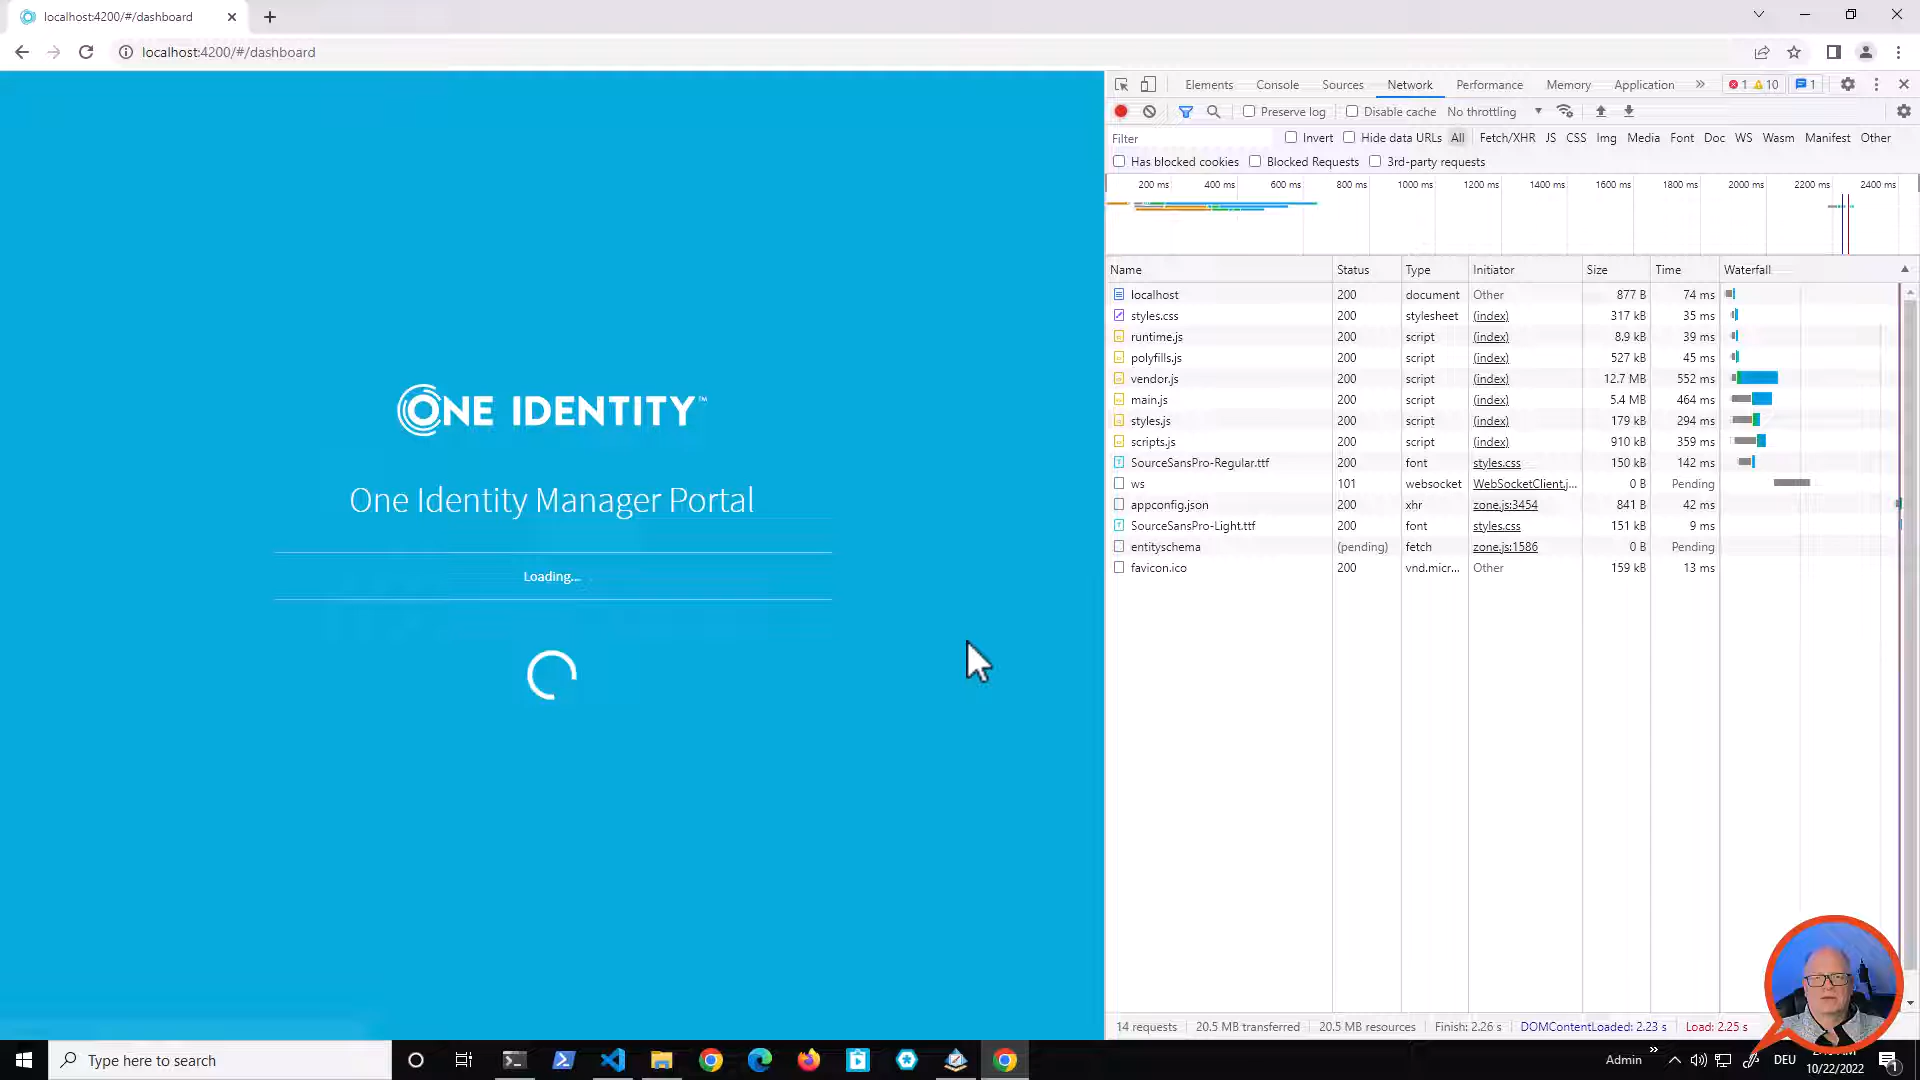 localhost:4200/#/dashboard
localhost:4200/#/dashboard
Elements Console Sources Network Performance Memory Application 1 10 1
Preserve log Disable cache No throttling
Filter Invert Hide data URLs All Fetch/XHR JS CSS Img Media Font Doc WS Wasm Manifest Other
Has blocked cookies Blocked Requests 3rd-party requests
200 ms 400 ms 600 ms 800 ms 1000 ms 1200 ms 1400 ms 1600 ms 1800 ms 2000 ms 2200 ms 2400 ms
Name Status Type Initiator Size Time Waterfall
localhost 200 document Other 877 B 74 ms
styles.css 200 stylesheet (index) 317 kB 35 ms
runtime.js 200 script (index) 8.9 kB 39 ms
polyfills.js 200 script (index) 527 kB 45 ms
vendor.js 200 script (index) 12.7 MB 552 ms
main.js 200 script (index) 5.4 MB 464 ms
styles.js 200 script (index) 179 kB 294 ms
scripts.js 200 script (index) 910 kB 359 ms
SourceSansPro-Regular.ttf 200 font styles.css 150 kB 142 ms
ws 101 websocket WebSocketClient.j... 0 B Pending
appconfig.json 200 xhr zone.js:3454 841 B 42 ms
SourceSansPro-Light.ttf 200 font styles.css 151 kB 9 ms
entityschema (pending) fetch zone.js:1586 0 B Pending
favicon.ico 200 vnd.micr... Other 159 kB 13 ms
ONE IDENTITY™
One Identity Manager Portal
Loading...
14 requests 20.5 MB transferred 20.5 MB resources Finish: 2.26 s DOMContentLoaded: 2.23 s Load: 2.25 s
Type here to search
Admin DEU
10/22/2022
1